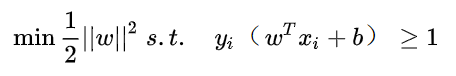 min 1/2 ||w||² s.t. yᵢ（wᵀxᵢ + b） ≥ 1